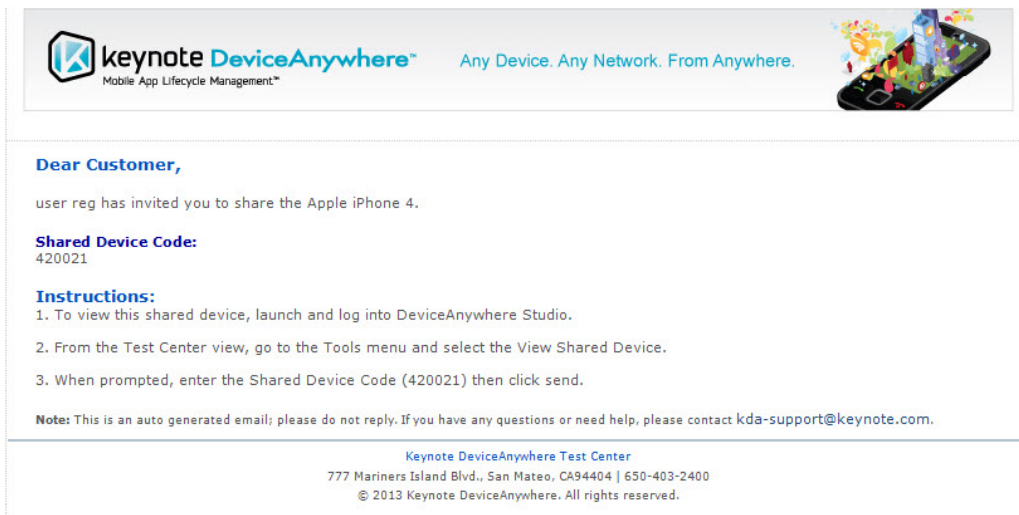 keynote DeviceAnywhere™
Mobile App Lifecycle Management™
Any Device. Any Network. From Anywhere.
Dear Customer,
user reg has invited you to share the Apple iPhone 4.
Shared Device Code:
420021
Instructions:
1. To view this shared device, launch and log into DeviceAnywhere Studio.
2. From the Test Center view, go to the Tools menu and select the View Shared Device.
3. When prompted, enter the Shared Device Code (420021) then click send.
Note: This is an auto generated email; please do not reply. If you have any questions or need help, please contact kda-support@keynote.com.
Keynote DeviceAnywhere Test Center
777 Mariners Island Blvd., San Mateo, CA94404 | 650-403-2400
© 2013 Keynote DeviceAnywhere. All rights reserved.